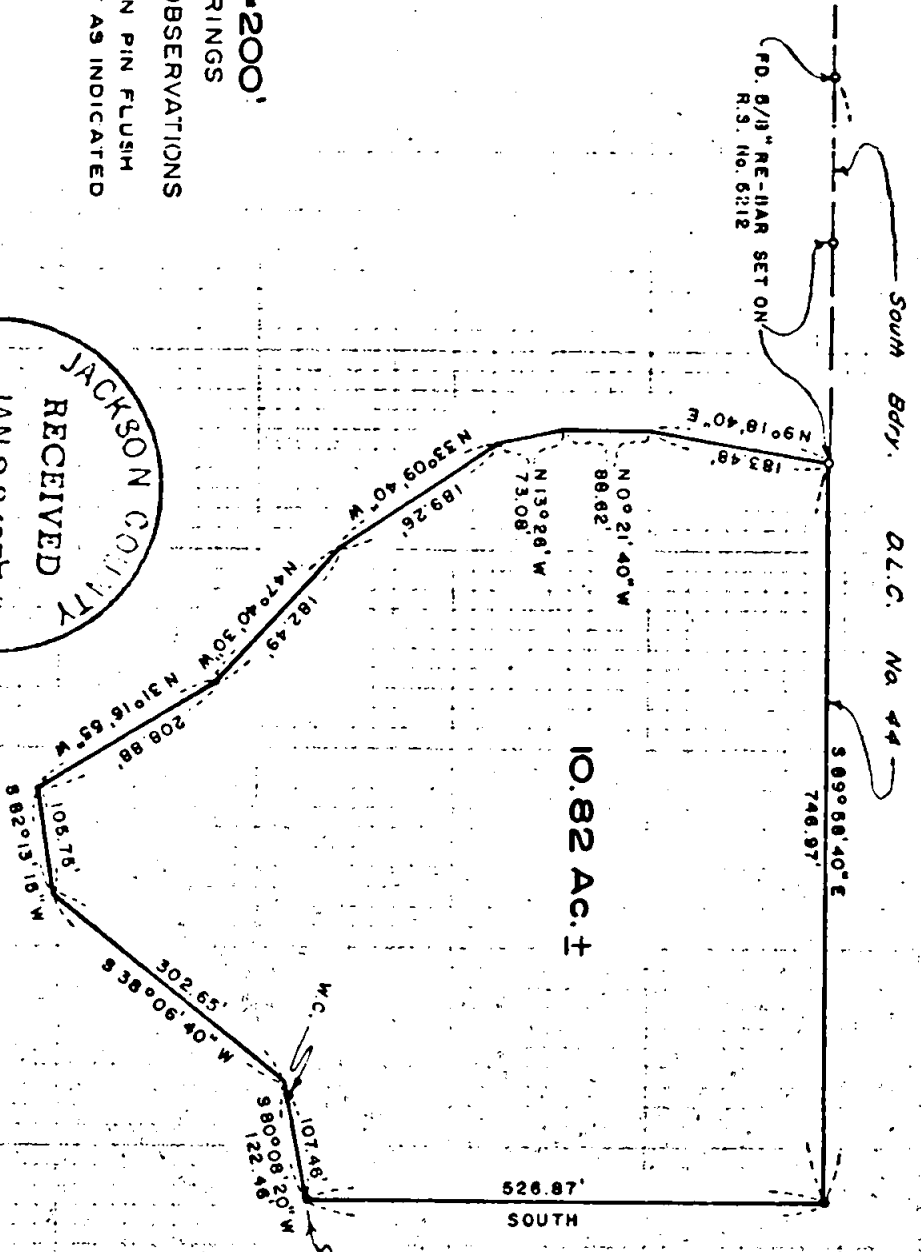 South Bdry. D.L.C. No. 44
FD. 5/8" RE-BAR SET ON
R.S. No. 5212
=200'
RINGS
OBSERVATIONS
N PIN FLUSH
AS INDICATED
JACKSON COUNTY
RECEIVED
S 89°58'40" E
746.97'
N 9°18'40" E
183.48'
N 0°21'40" W
88.62'
N 13°28' W
73.08'
N 33°09'40" W
189.26'
N 47°40'30" W
182.49'
N 31°16'55" W
208.88'
105.75'
S 82°13'15" W
302.65'
S 38°06'40" W
W.C.
107.46'
S 80°08'20" W
122.46'
526.87'
SOUTH
10.82 Ac.±
S